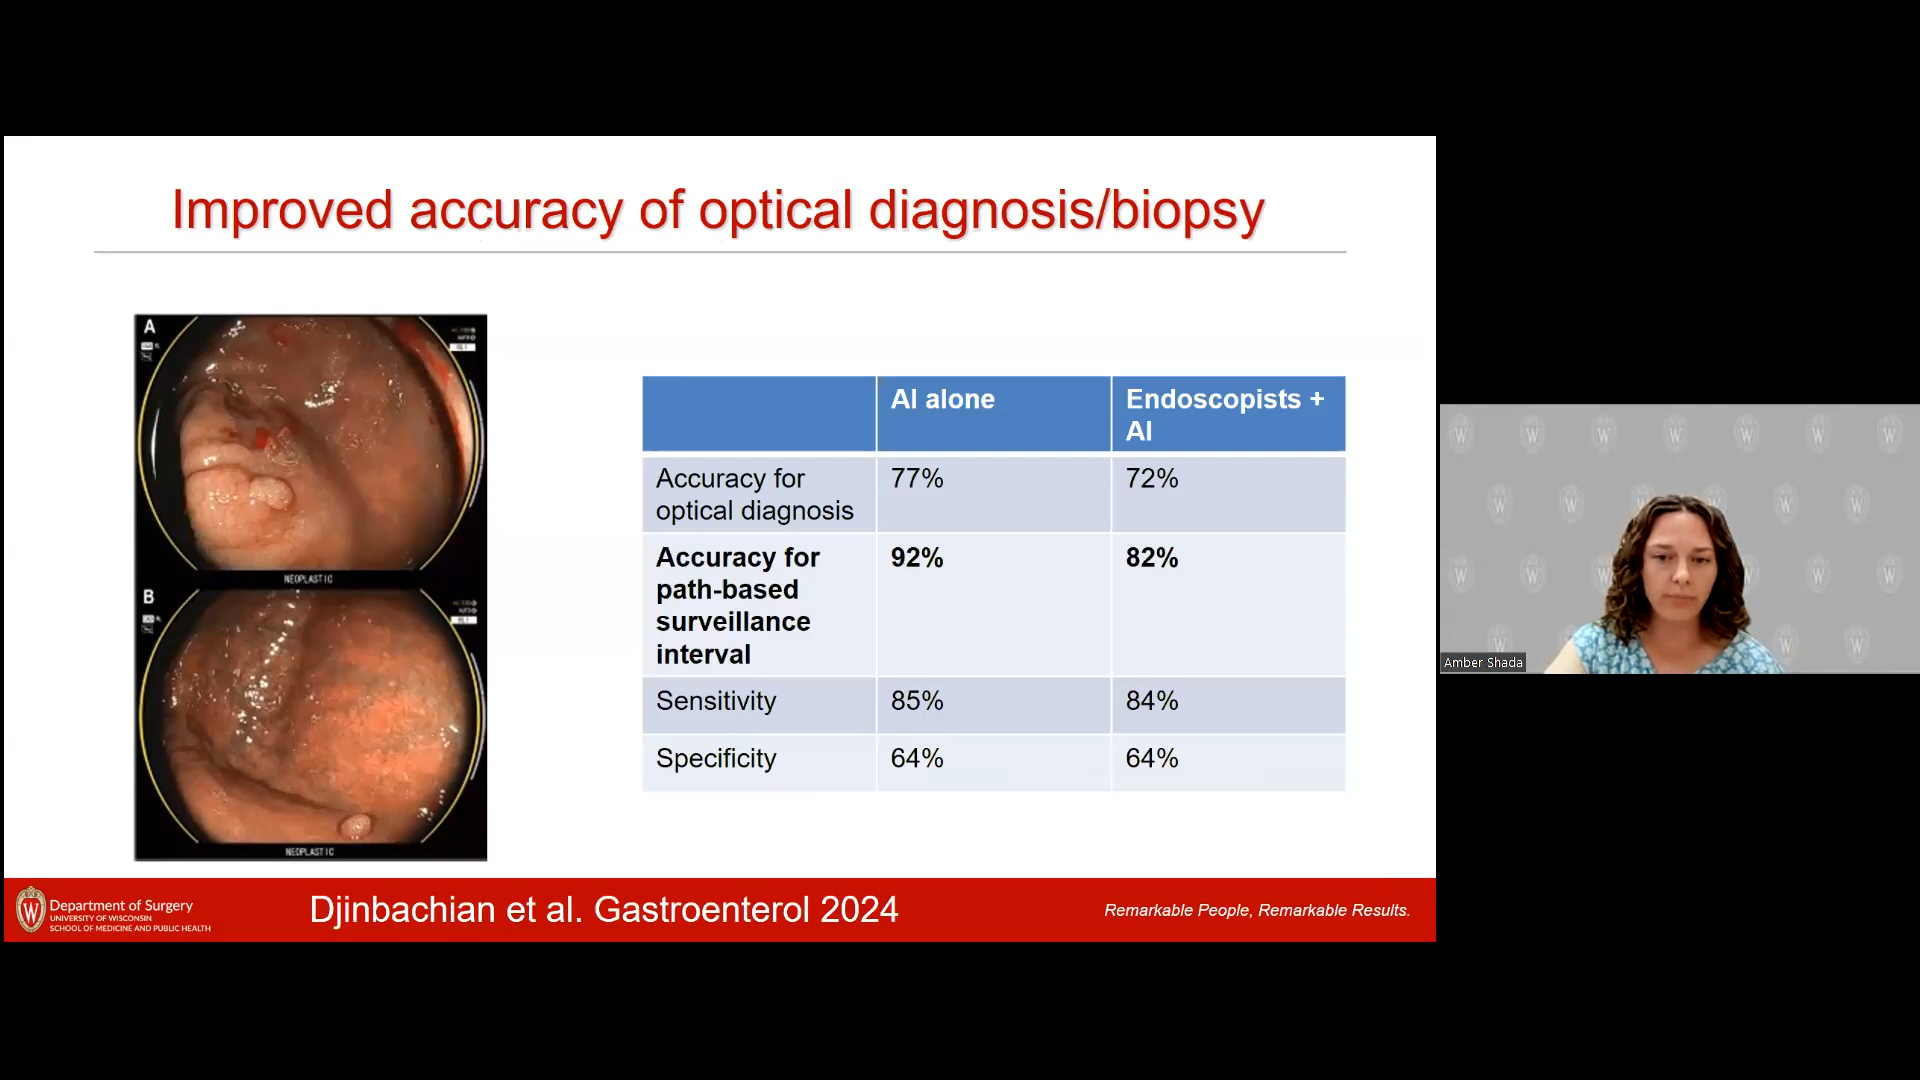 Improved accuracy of optical diagnosis/biopsy
A
NEOPLASTIC
B
NEOPLASTIC
AI alone
Endoscopists +
AI
Accuracy for
optical diagnosis
77%
72%
Accuracy for
path-based
surveillance
interval
92%
82%
Sensitivity
85%
84%
Specificity
64%
64%
W
Department of Surgery
UNIVERSITY OF WISCONSIN
SCHOOL OF MEDICINE AND PUBLIC HEALTH
Djinbachian et al. Gastroenterol 2024
Remarkable People, Remarkable Results.
Amber Shada